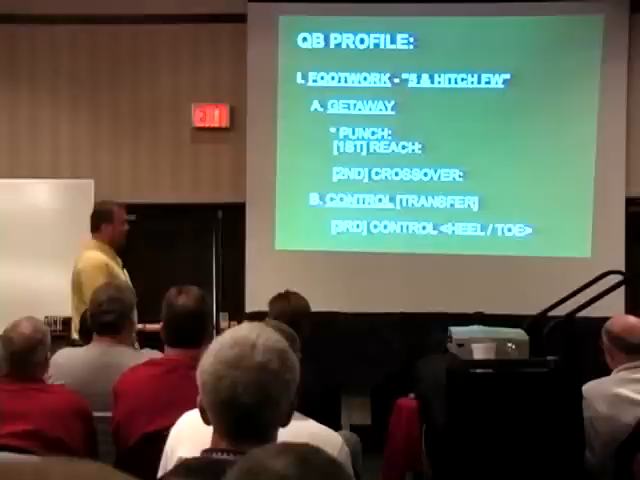 QB PROFILE:
I. FOOTWORK - "5 & HITCH FW"
A. GETAWAY
* PUNCH:
[1ST] REACH:
[2ND] CROSSOVER:
B. CONTROL [TRANSFER]
[3RD] CONTROL <HEEL / TOE>
EXIT